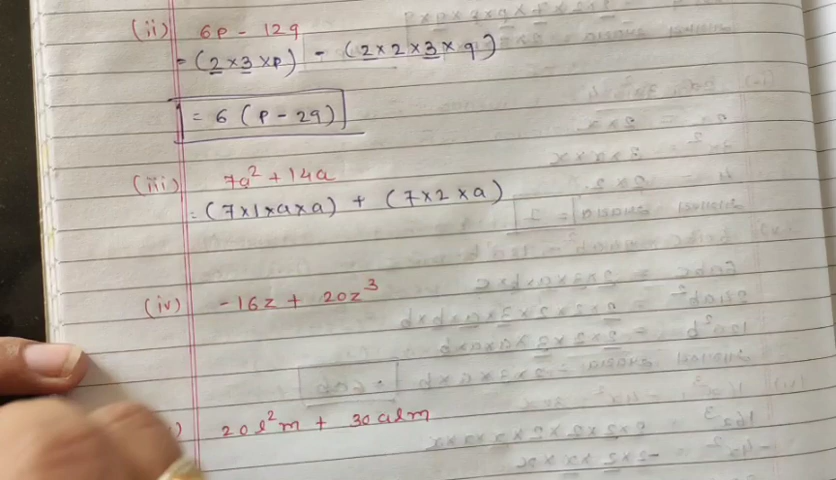 (ii) 6p - 12q
= (2×3×p) - (2×2×3×q)
= 6 (p - 2q)
(iii) 7a² + 14a
= (7×1×a×a) + (7×2×a)
(iv) -16z + 20z³
) 20l²m + 30alm